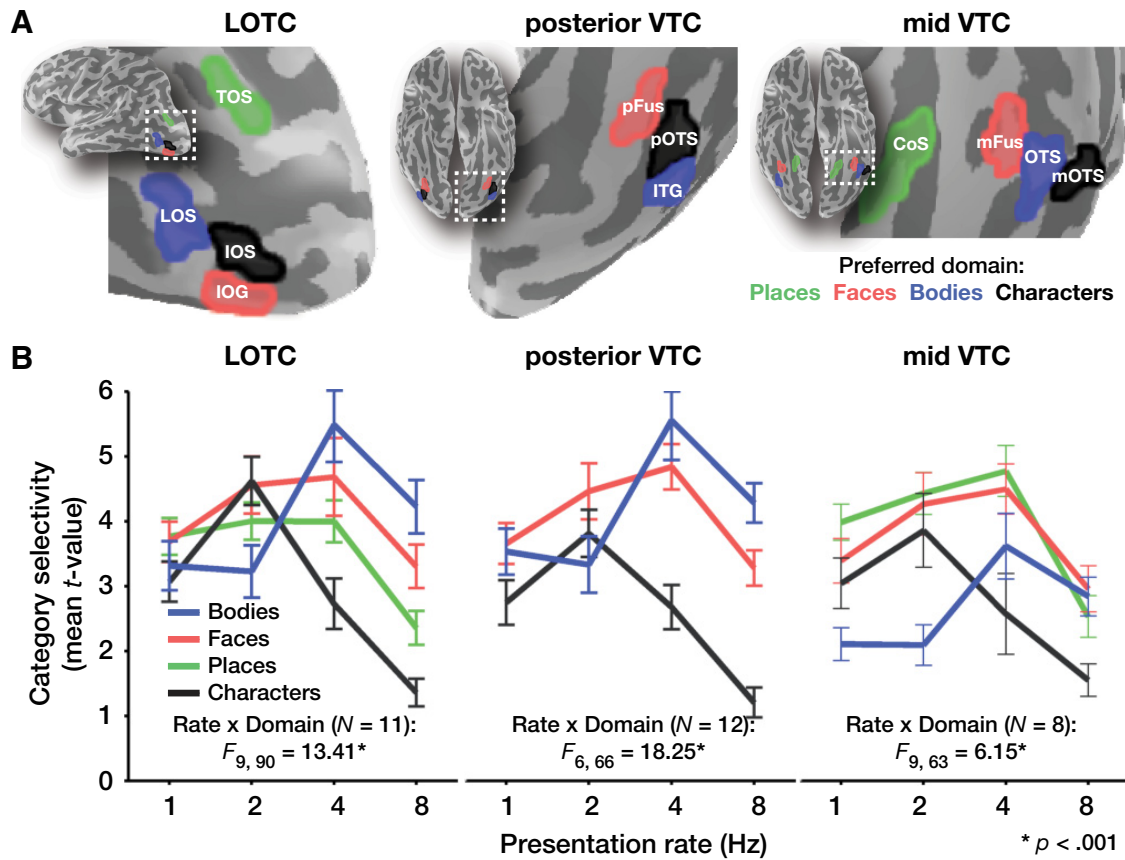 A
LOTC
posterior VTC
mid VTC
TOS
LOS
IOS
IOG
pFus
pOTS
ITG
CoS
mFus
OTS
mOTS
Preferred domain:
Places Faces Bodies Characters
B
LOTC
posterior VTC
mid VTC
Category selectivity
(mean t-value)
6
5
4
3
2
1
0
Bodies
Faces
Places
Characters
Rate x Domain (N = 11):
F9, 90 = 13.41*
Rate x Domain (N = 12):
F6, 66 = 18.25*
Rate x Domain (N = 8):
F9, 63 = 6.15*
1 2 4 8
1 2 4 8
1 2 4 8
Presentation rate (Hz)
* p < .001